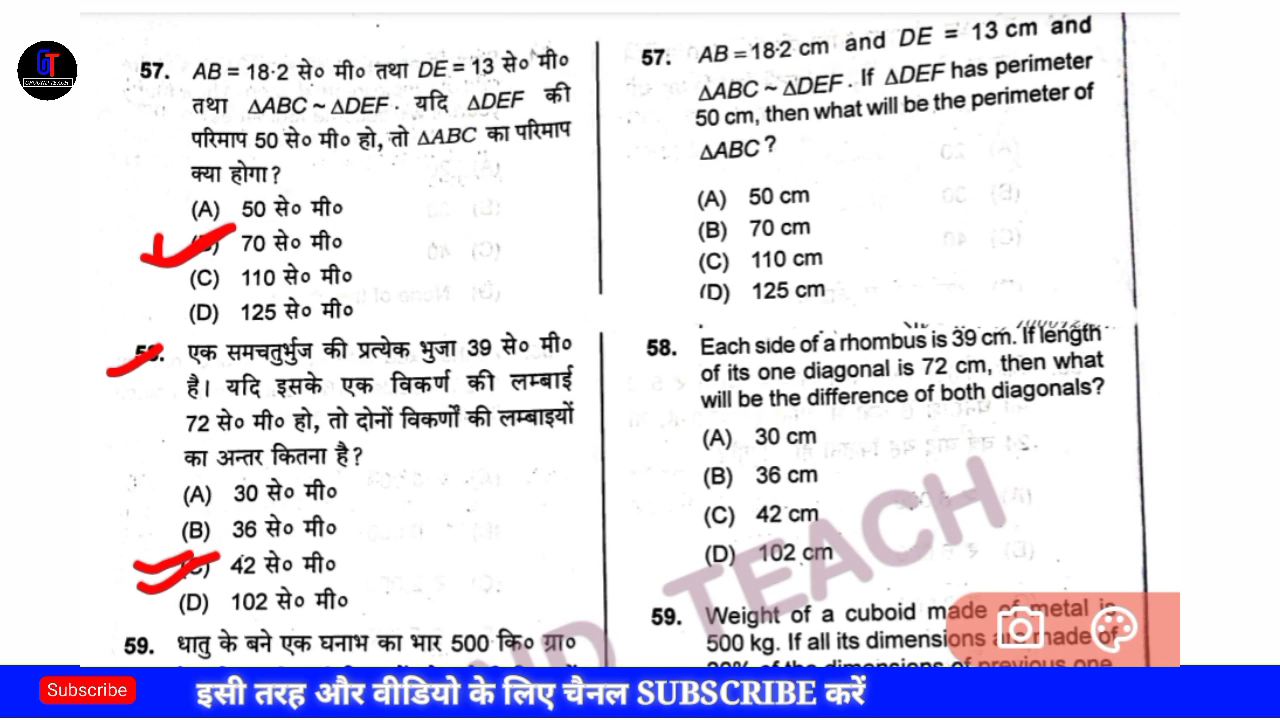 57. AB = 18·2 से० मी० तथा DE = 13 से० मी०
तथा ΔABC ~ ΔDEF. यदि ΔDEF की
परिमाप 50 से० मी० हो, तो ΔABC का परिमाप
क्या होगा?
(A) 50 से० मी०
70 से० मी०
(C) 110 से० मी०
(D) 125 से० मी०
एक समचतुर्भुज की प्रत्येक भुजा 39 से० मी०
है। यदि इसके एक विकर्ण की लम्बाई
72 से० मी० हो, तो दोनों विकर्णों की लम्बाइयों
का अन्तर कितना है?
(A) 30 से० मी०
(B) 36 से० मी०
42 से० मी०
(D) 102 से० मी०
59. धातु के बने एक घनाभ का भार 500 कि० ग्रा०
57. AB = 18·2 cm and DE = 13 cm and
ΔABC ~ ΔDEF. If ΔDEF has perimeter
50 cm, then what will be the perimeter of
ΔABC?
(A) 50 cm
(B) 70 cm
(C) 110 cm
(D) 125 cm
58. Each side of a rhombus is 39 cm. If length
of its one diagonal is 72 cm, then what
will be the difference of both diagonals?
(A) 30 cm
(B) 36 cm
(C) 42 cm
(D) 102 cm
59. Weight of a cuboid made of metal is
500 kg. If all its dimensions are made of
of the dimensions of previous one
TEACH
GT
Subscribe
इसी तरह और वीडियो के लिए चैनल SUBSCRIBE करें